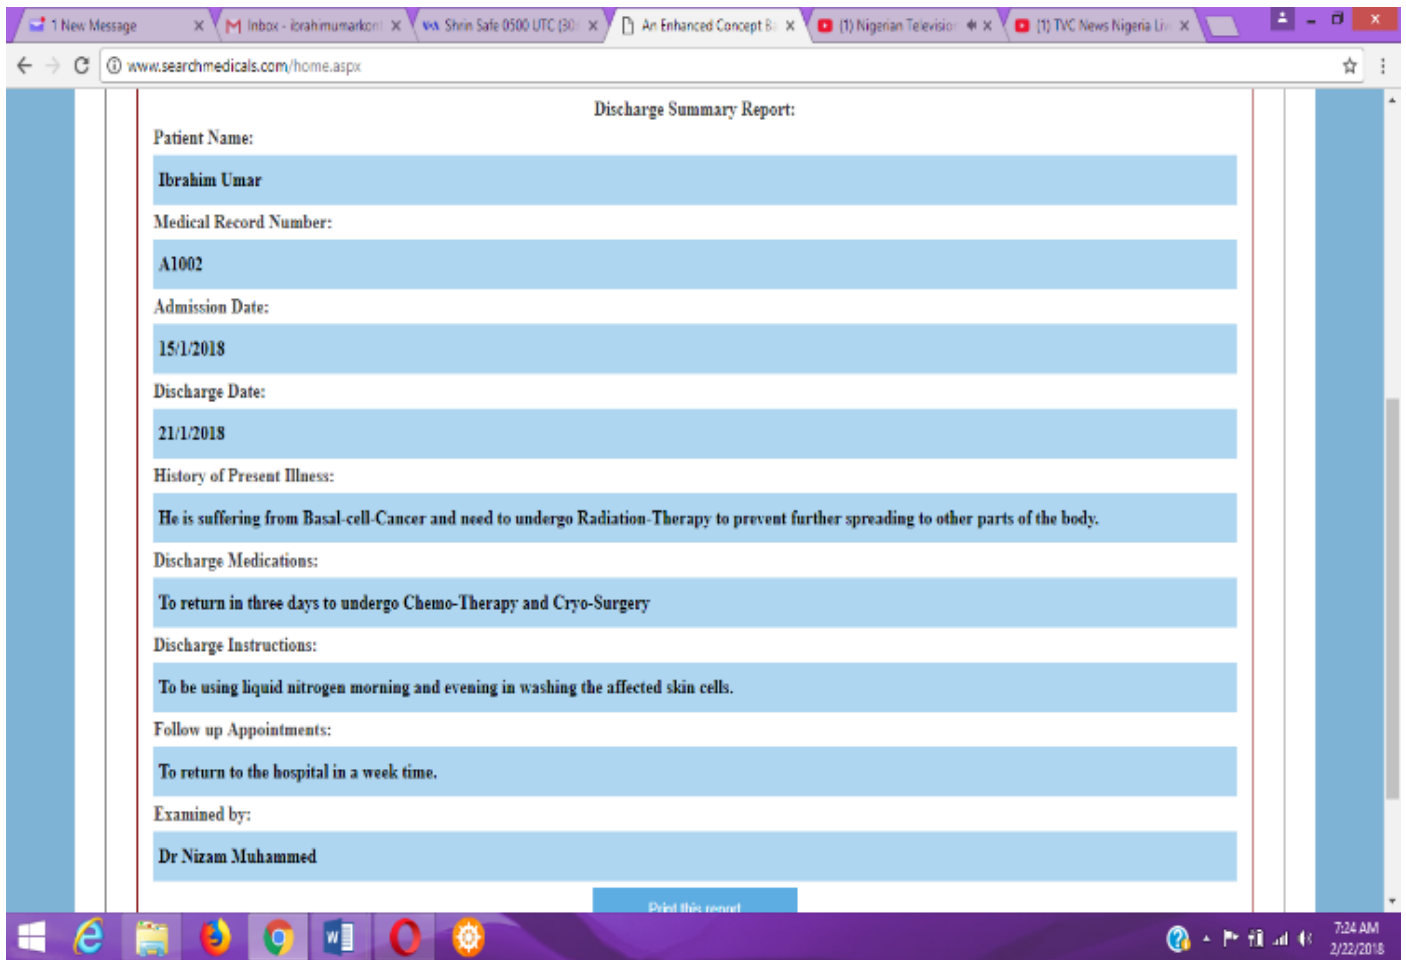 1 New Message
Inbox - ibrahimumarkont
VOA Shrin Safe 0500 UTC (30:
An Enhanced Concept Ba
(1) Nigerian Television
(1) TVC News Nigeria Liv
www.searchmedicals.com/home.aspx
Discharge Summary Report:
Patient Name:
Ibrahim Umar
Medical Record Number:
A1002
Admission Date:
15/1/2018
Discharge Date:
21/1/2018
History of Present Illness:
He is suffering from Basal-cell-Cancer and need to undergo Radiation-Therapy to prevent further spreading to other parts of the body.
Discharge Medications:
To return in three days to undergo Chemo-Therapy and Cryo-Surgery
Discharge Instructions:
To be using liquid nitrogen morning and evening in washing the affected skin cells.
Follow up Appointments:
To return to the hospital in a week time.
Examined by:
Dr Nizam Muhammed
Print this report
7:24 AM
2/22/2018